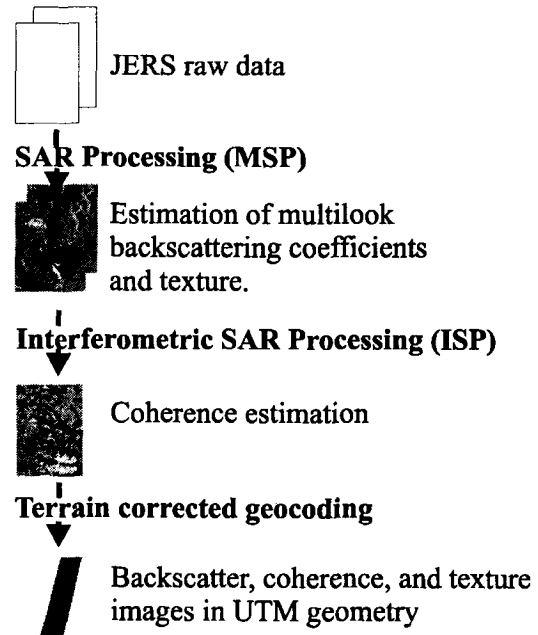 JERS raw data
SAR Processing (MSP)
Estimation of multilook
backscattering coefficients
and texture.
Interferometric SAR Processing (ISP)
Coherence estimation
Terrain corrected geocoding
Backscatter, coherence, and texture
images in UTM geometry